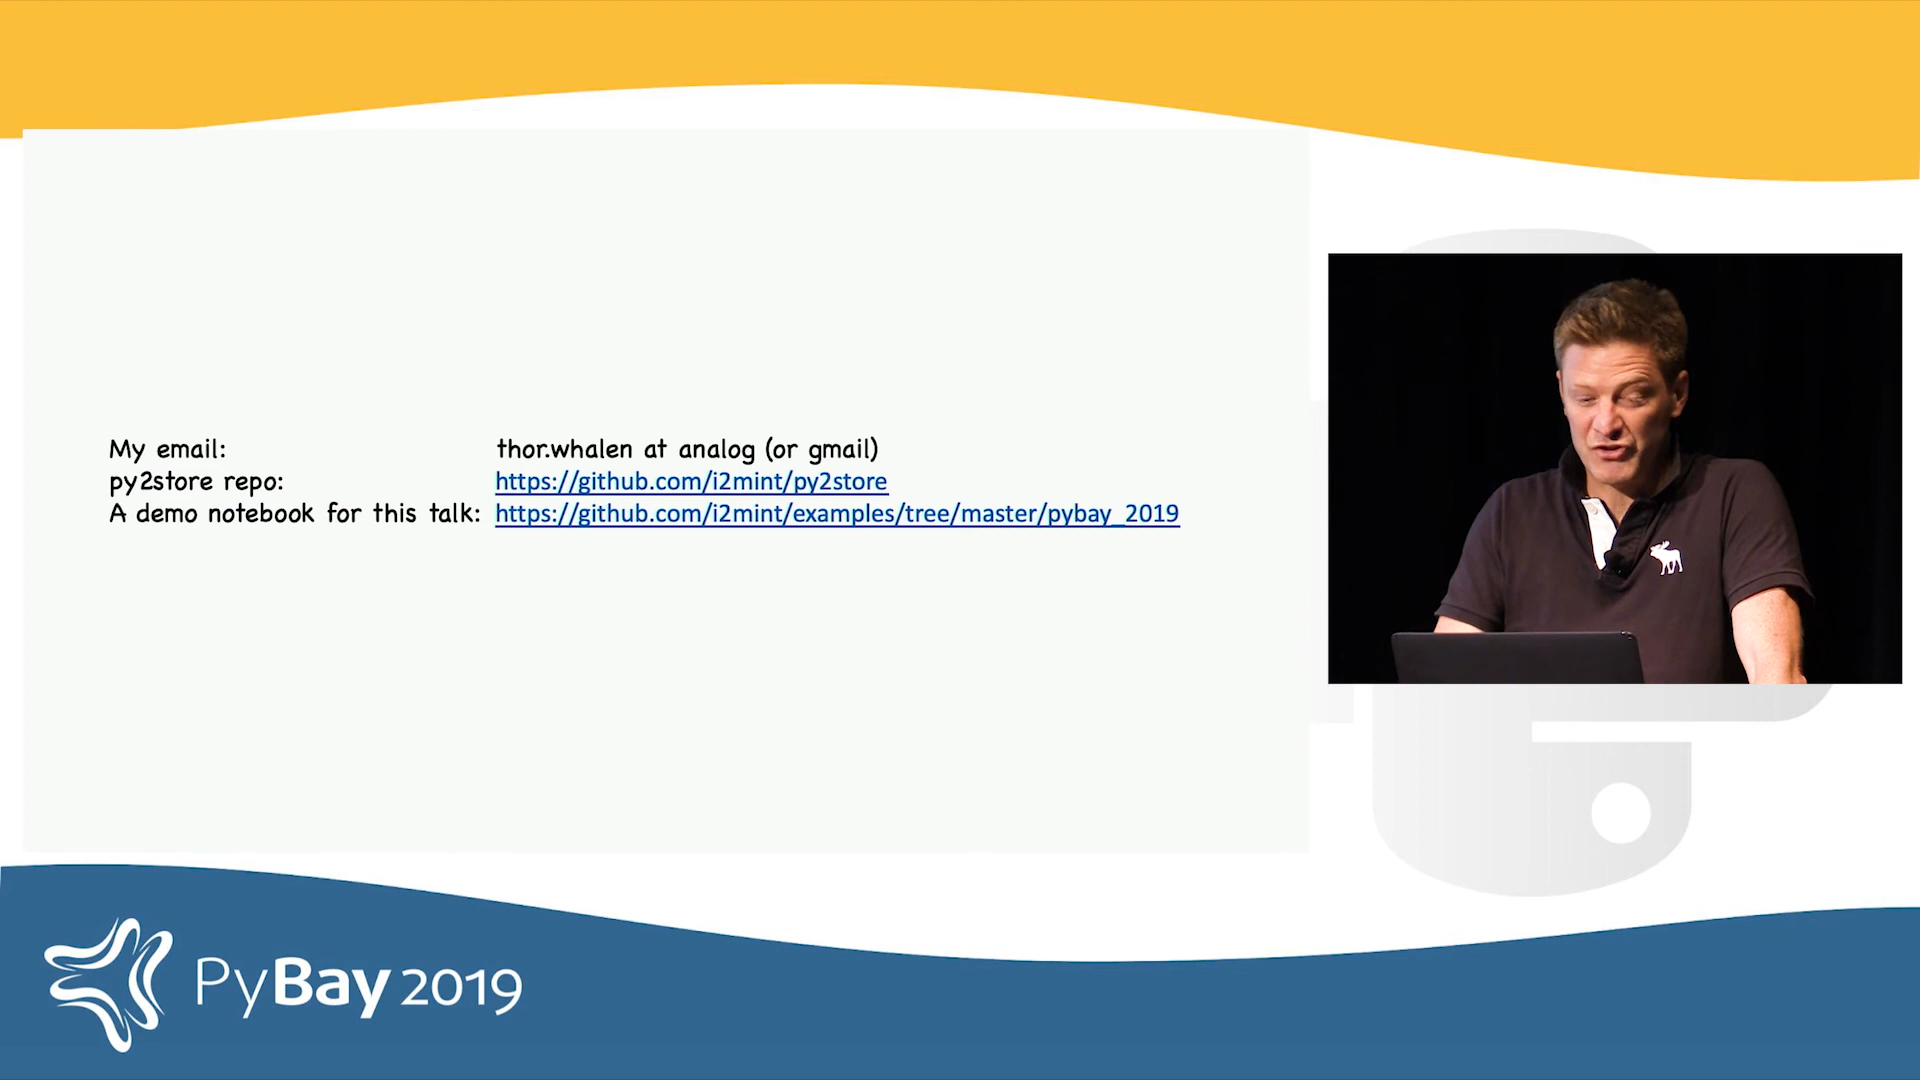 My email: thor.whalen at analog (or gmail)
py2store repo: https://github.com/i2mint/py2store
A demo notebook for this talk: https://github.com/i2mint/examples/tree/master/pybay_2019
PyBay 2019